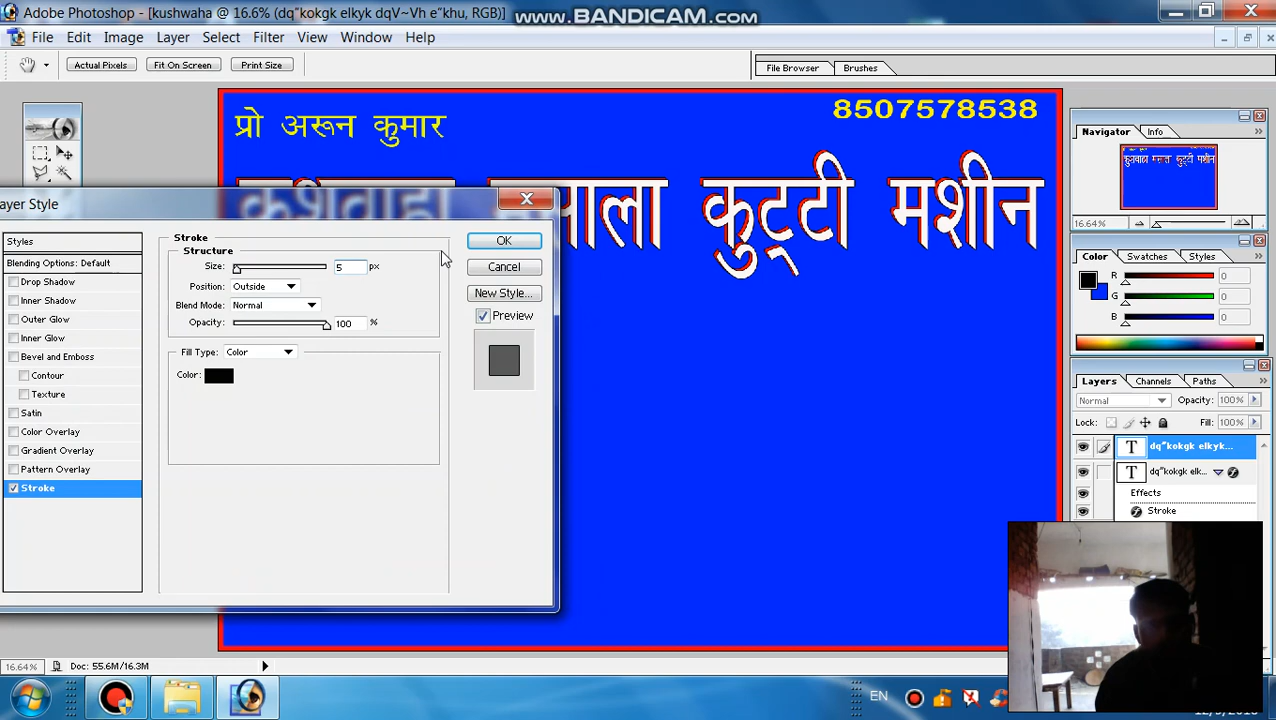 www.BANDICAM.com
Adobe Photoshop - [kushwaha @ 16.6% (dq"kokgk elkyk dqV~Vh e"khu, RGB)]
File Edit Image Layer Select Filter View Window Help
Actual Pixels Fit On Screen Print Size File Browser Brushes
प्रो अरून कुमार 8507578538
कुट्टी मशीन
Navigator Info
16.64%
Color Swatches Styles
R 0
G 0
B 0
Layers Channels Paths
Normal Opacity: 100%
Lock: Fill: 100%
T dq"kokgk elkyk...
T dq"kokgk elk...
Effects
Stroke
ayer Style
Styles
Blending Options: Default
Drop Shadow
Inner Shadow
Outer Glow
Inner Glow
Bevel and Emboss
Contour
Texture
Satin
Color Overlay
Gradient Overlay
Pattern Overlay
Stroke
Stroke
Structure
Size: 5 px
Position: Outside
Blend Mode: Normal
Opacity: 100 %
Fill Type: Color
Color:
OK
Cancel
New Style...
Preview
16.64% Doc: 55.6M/16.3M
EN